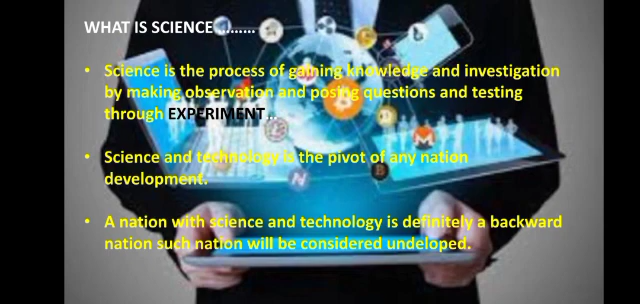 WHAT IS SCIENCE ………
• Science is the process of gaining knowledge and investigation
by making observation and posing questions and testing
through EXPERIMENT…
• Science and technology is the pivot of any nation
development.
• A nation with science and technology is definitely a backward
nation such nation will be considered undeloped.